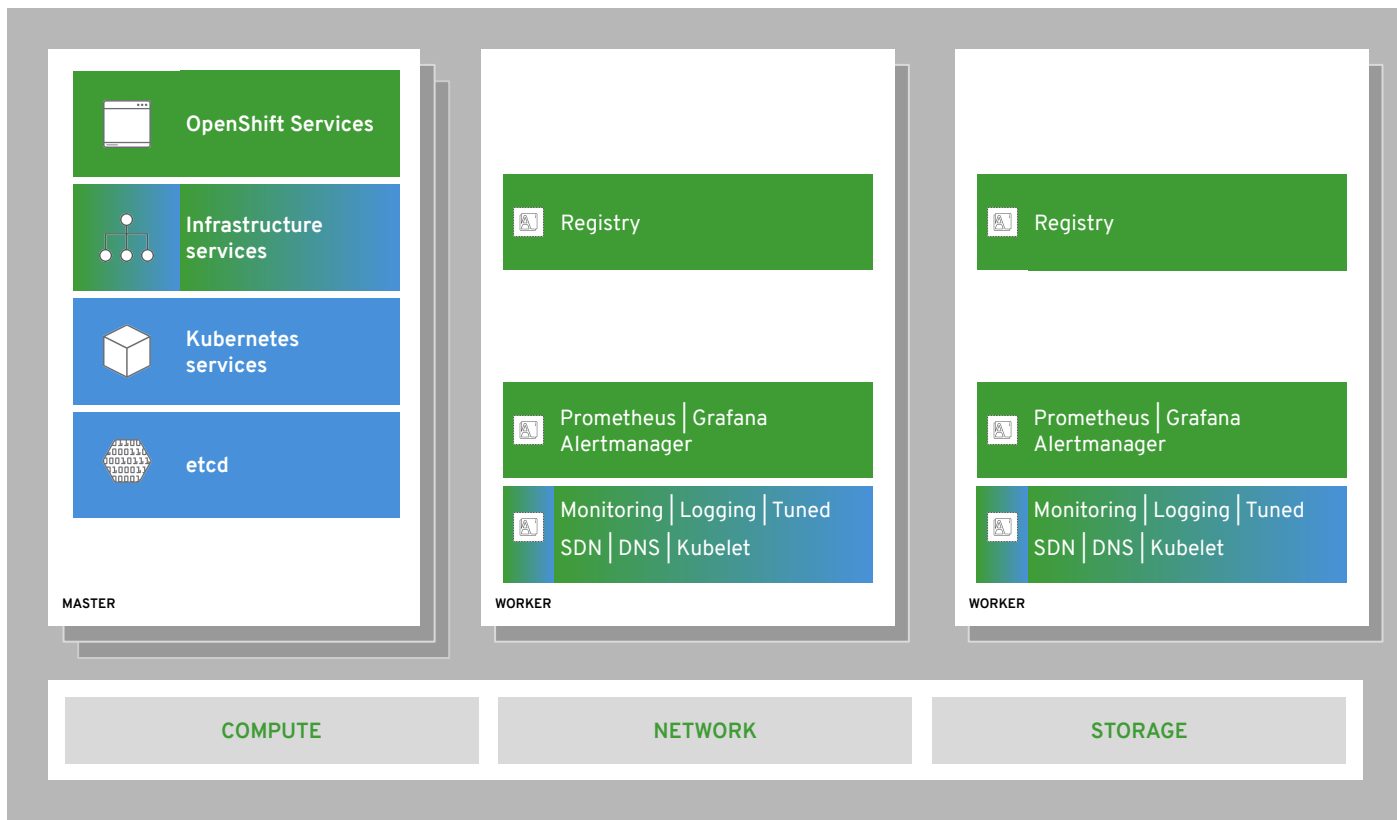 OpenShift Services
Infrastructure
services
Kubernetes
services
etcd
MASTER
Registry
Prometheus | Grafana
Alertmanager
Monitoring | Logging | Tuned
SDN | DNS | Kubelet
WORKER
Registry
Prometheus | Grafana
Alertmanager
Monitoring | Logging | Tuned
SDN | DNS | Kubelet
WORKER
COMPUTE
NETWORK
STORAGE